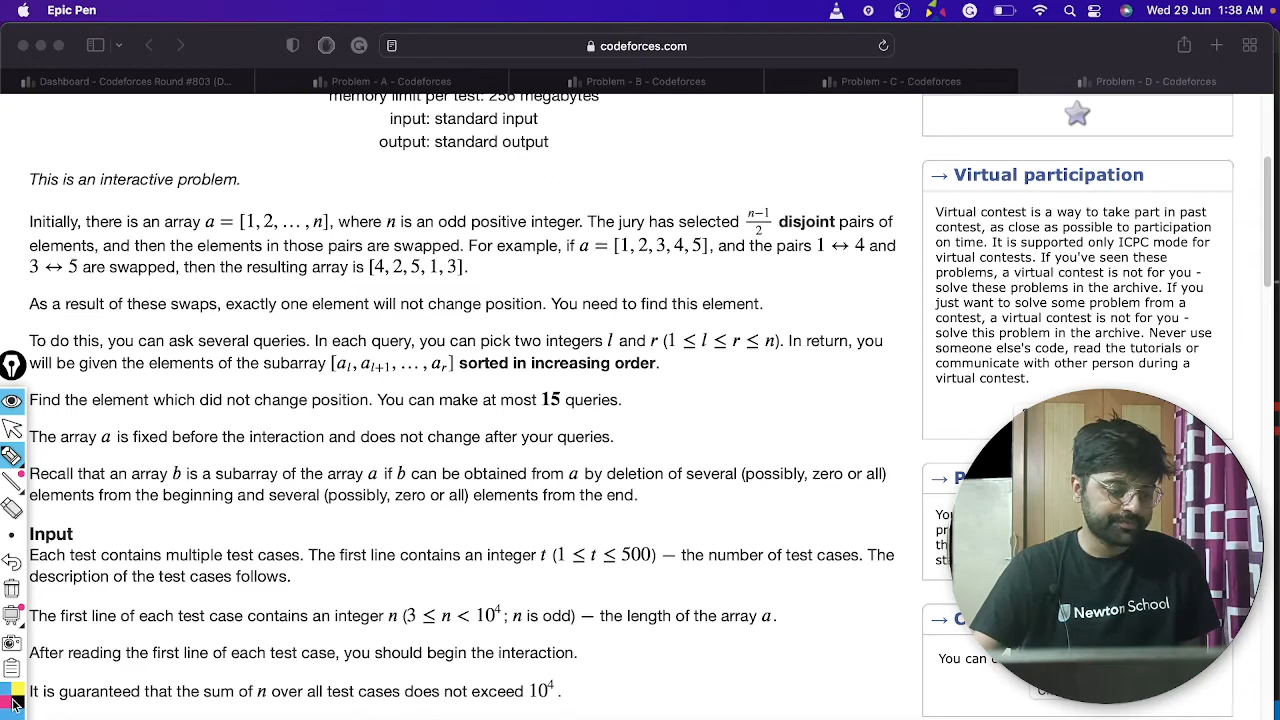 Epic Pen
Wed 29 Jun 1:38 AM
codeforces.com
Dashboard - Codeforces Round #803 (D...
Problem - A - Codeforces
Problem - B - Codeforces
Problem - C - Codeforces
Problem - D - Codeforces
memory limit per test: 256 megabytes
input: standard input
output: standard output
This is an interactive problem.
Initially, there is an array a = [1, 2, … , n], where n is an odd positive integer. The jury has selected (n−1)/2 disjoint pairs of
elements, and then the elements in those pairs are swapped. For example, if a = [1, 2, 3, 4, 5], and the pairs 1 ↔ 4 and
3 ↔ 5 are swapped, then the resulting array is [4, 2, 5, 1, 3].
As a result of these swaps, exactly one element will not change position. You need to find this element.
To do this, you can ask several queries. In each query, you can pick two integers l and r (1 ≤ l ≤ r ≤ n). In return, you
will be given the elements of the subarray [aₗ, aₗ₊₁, … , aᵣ] sorted in increasing order.
Find the element which did not change position. You can make at most 15 queries.
The array a is fixed before the interaction and does not change after your queries.
Recall that an array b is a subarray of the array a if b can be obtained from a by deletion of several (possibly, zero or all)
elements from the beginning and several (possibly, zero or all) elements from the end.
Input
Each test contains multiple test cases. The first line contains an integer t (1 ≤ t ≤ 500) — the number of test cases. The
description of the test cases follows.
The first line of each test case contains an integer n (3 ≤ n < 10⁴; n is odd) — the length of the array a.
After reading the first line of each test case, you should begin the interaction.
It is guaranteed that the sum of n over all test cases does not exceed 10⁴.
→ Virtual participation
Virtual contest is a way to take part in past
contest, as close as possible to participation
on time. It is supported only ICPC mode for
virtual contests. If you've seen these
problems, a virtual contest is not for you -
solve these problems in the archive. If you
just want to solve some problem from a
contest, a virtual contest is not for you -
solve this problem in the archive. Never use
someone else's code, read the tutorials or
communicate with other person during a
virtual contest.
→
→
You can
Newton School